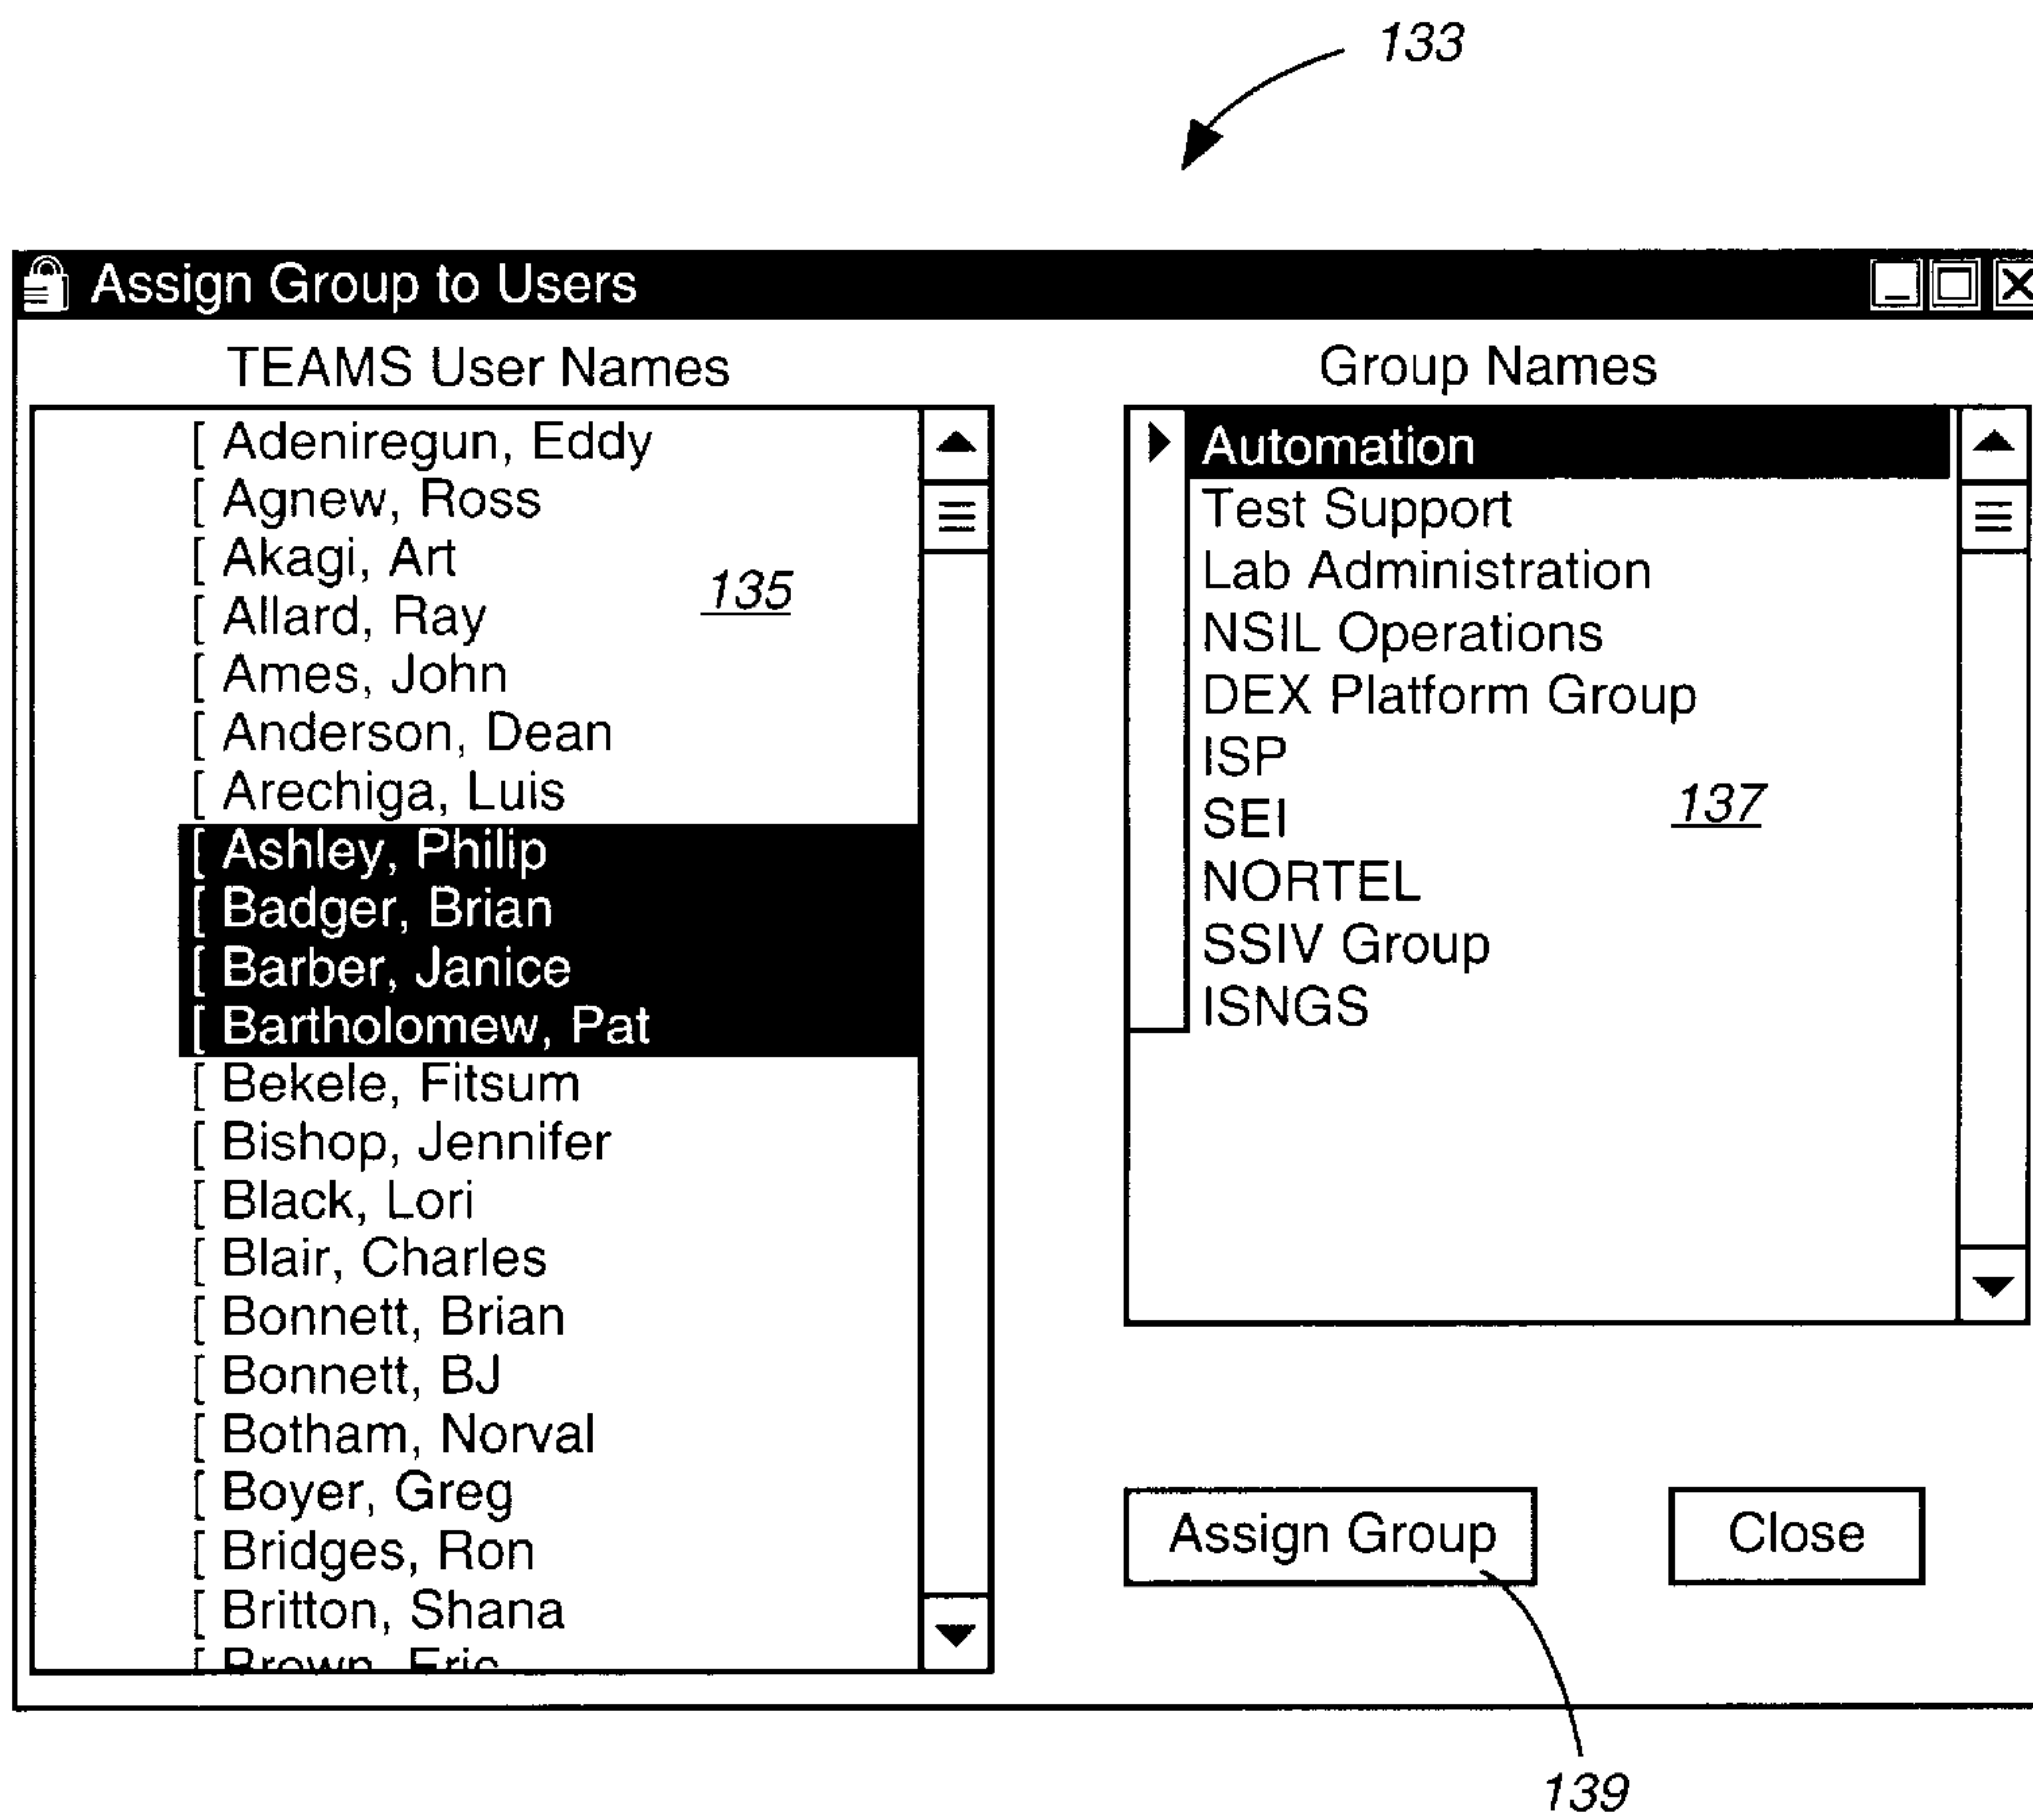 133
Assign Group to Users
TEAMS User Names
[ Adeniregun, Eddy
[ Agnew, Ross
[ Akagi, Art
[ Allard, Ray
[ Ames, John
[ Anderson, Dean
[ Arechiga, Luis
[ Ashley, Philip
[ Badger, Brian
[ Barber, Janice
[ Bartholomew, Pat
[ Bekele, Fitsum
[ Bishop, Jennifer
[ Black, Lori
[ Blair, Charles
[ Bonnett, Brian
[ Bonnett, BJ
[ Botham, Norval
[ Boyer, Greg
[ Bridges, Ron
[ Britton, Shana
[ Brown, Eric
135
Group Names
Automation
Test Support
Lab Administration
NSIL Operations
DEX Platform Group
ISP
SEI
NORTEL
SSIV Group
ISNGS
137
Assign Group
Close
139